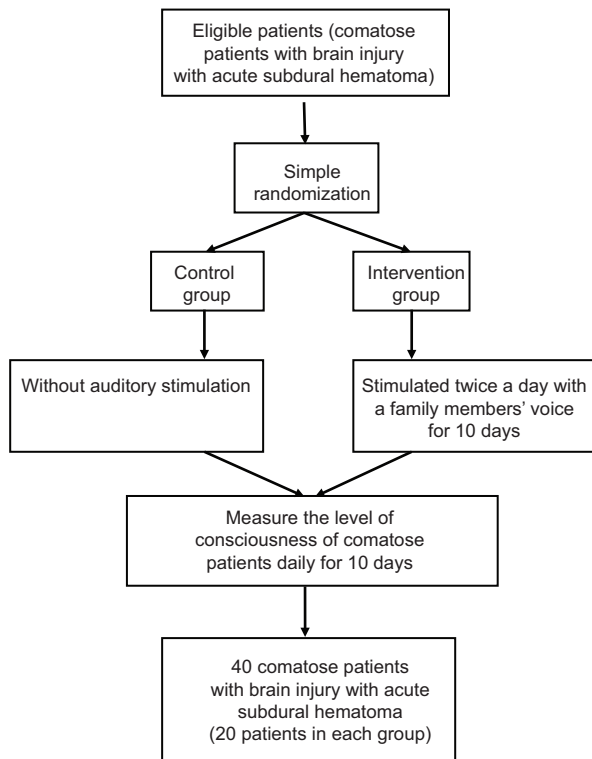 Eligible patients (comatose
patients with brain injury
with acute subdural hematoma)
Simple
randomization
Control
group
Intervention
group
Without auditory stimulation
Stimulated twice a day with
a family members’ voice
for 10 days
Measure the level of
consciousness of comatose
patients daily for 10 days
40 comatose patients
with brain injury with acute
subdural hematoma
(20 patients in each group)